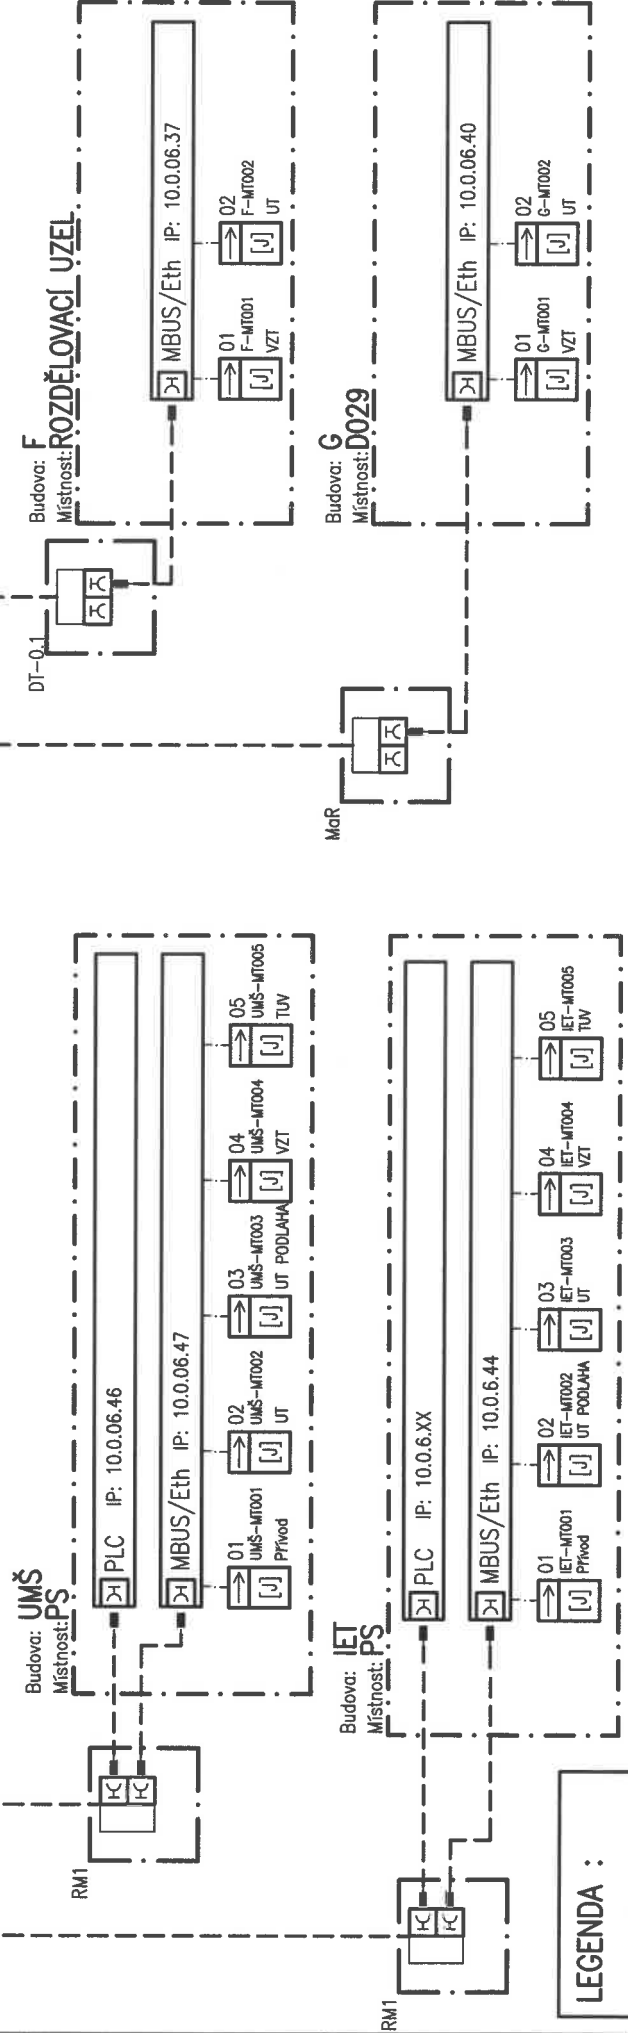 RM1
Budova: UMŠ
Místnost: PS
PLC IP: 10.0.06.46
MBUS/Eth IP: 10.0.06.47
01
UMŠ-MT001
Přívod
[J]
02
UMŠ-MT002
UT
[J]
03
UMŠ-MT003
UT PODLAHA
[J]
04
UMŠ-MT004
VZT
[J]
05
UMŠ-MT005
TUV
[J]
DT-0.1
Budova: F
Místnost: ROZDĚLOVACÍ UZEL
MBUS/Eth IP: 10.0.06.37
01
F-MT001
VZT
[J]
02
F-MT002
UT
[J]
RM1
Budova: IET
Místnost: PS
PLC IP: 10.0.6.XX
MBUS/Eth IP: 10.0.6.44
01
IET-MT001
Přívod
[J]
02
IET-MT002
UT PODLAHA
[J]
03
IET-MT003
UT
[J]
04
IET-MT004
VZT
[J]
05
IET-MT005
TUV
[J]
MaR
Budova: G
Místnost: D029
MBUS/Eth IP: 10.0.06.40
01
G-MT001
VZT
[J]
02
G-MT002
UT
[J]
LEGENDA :